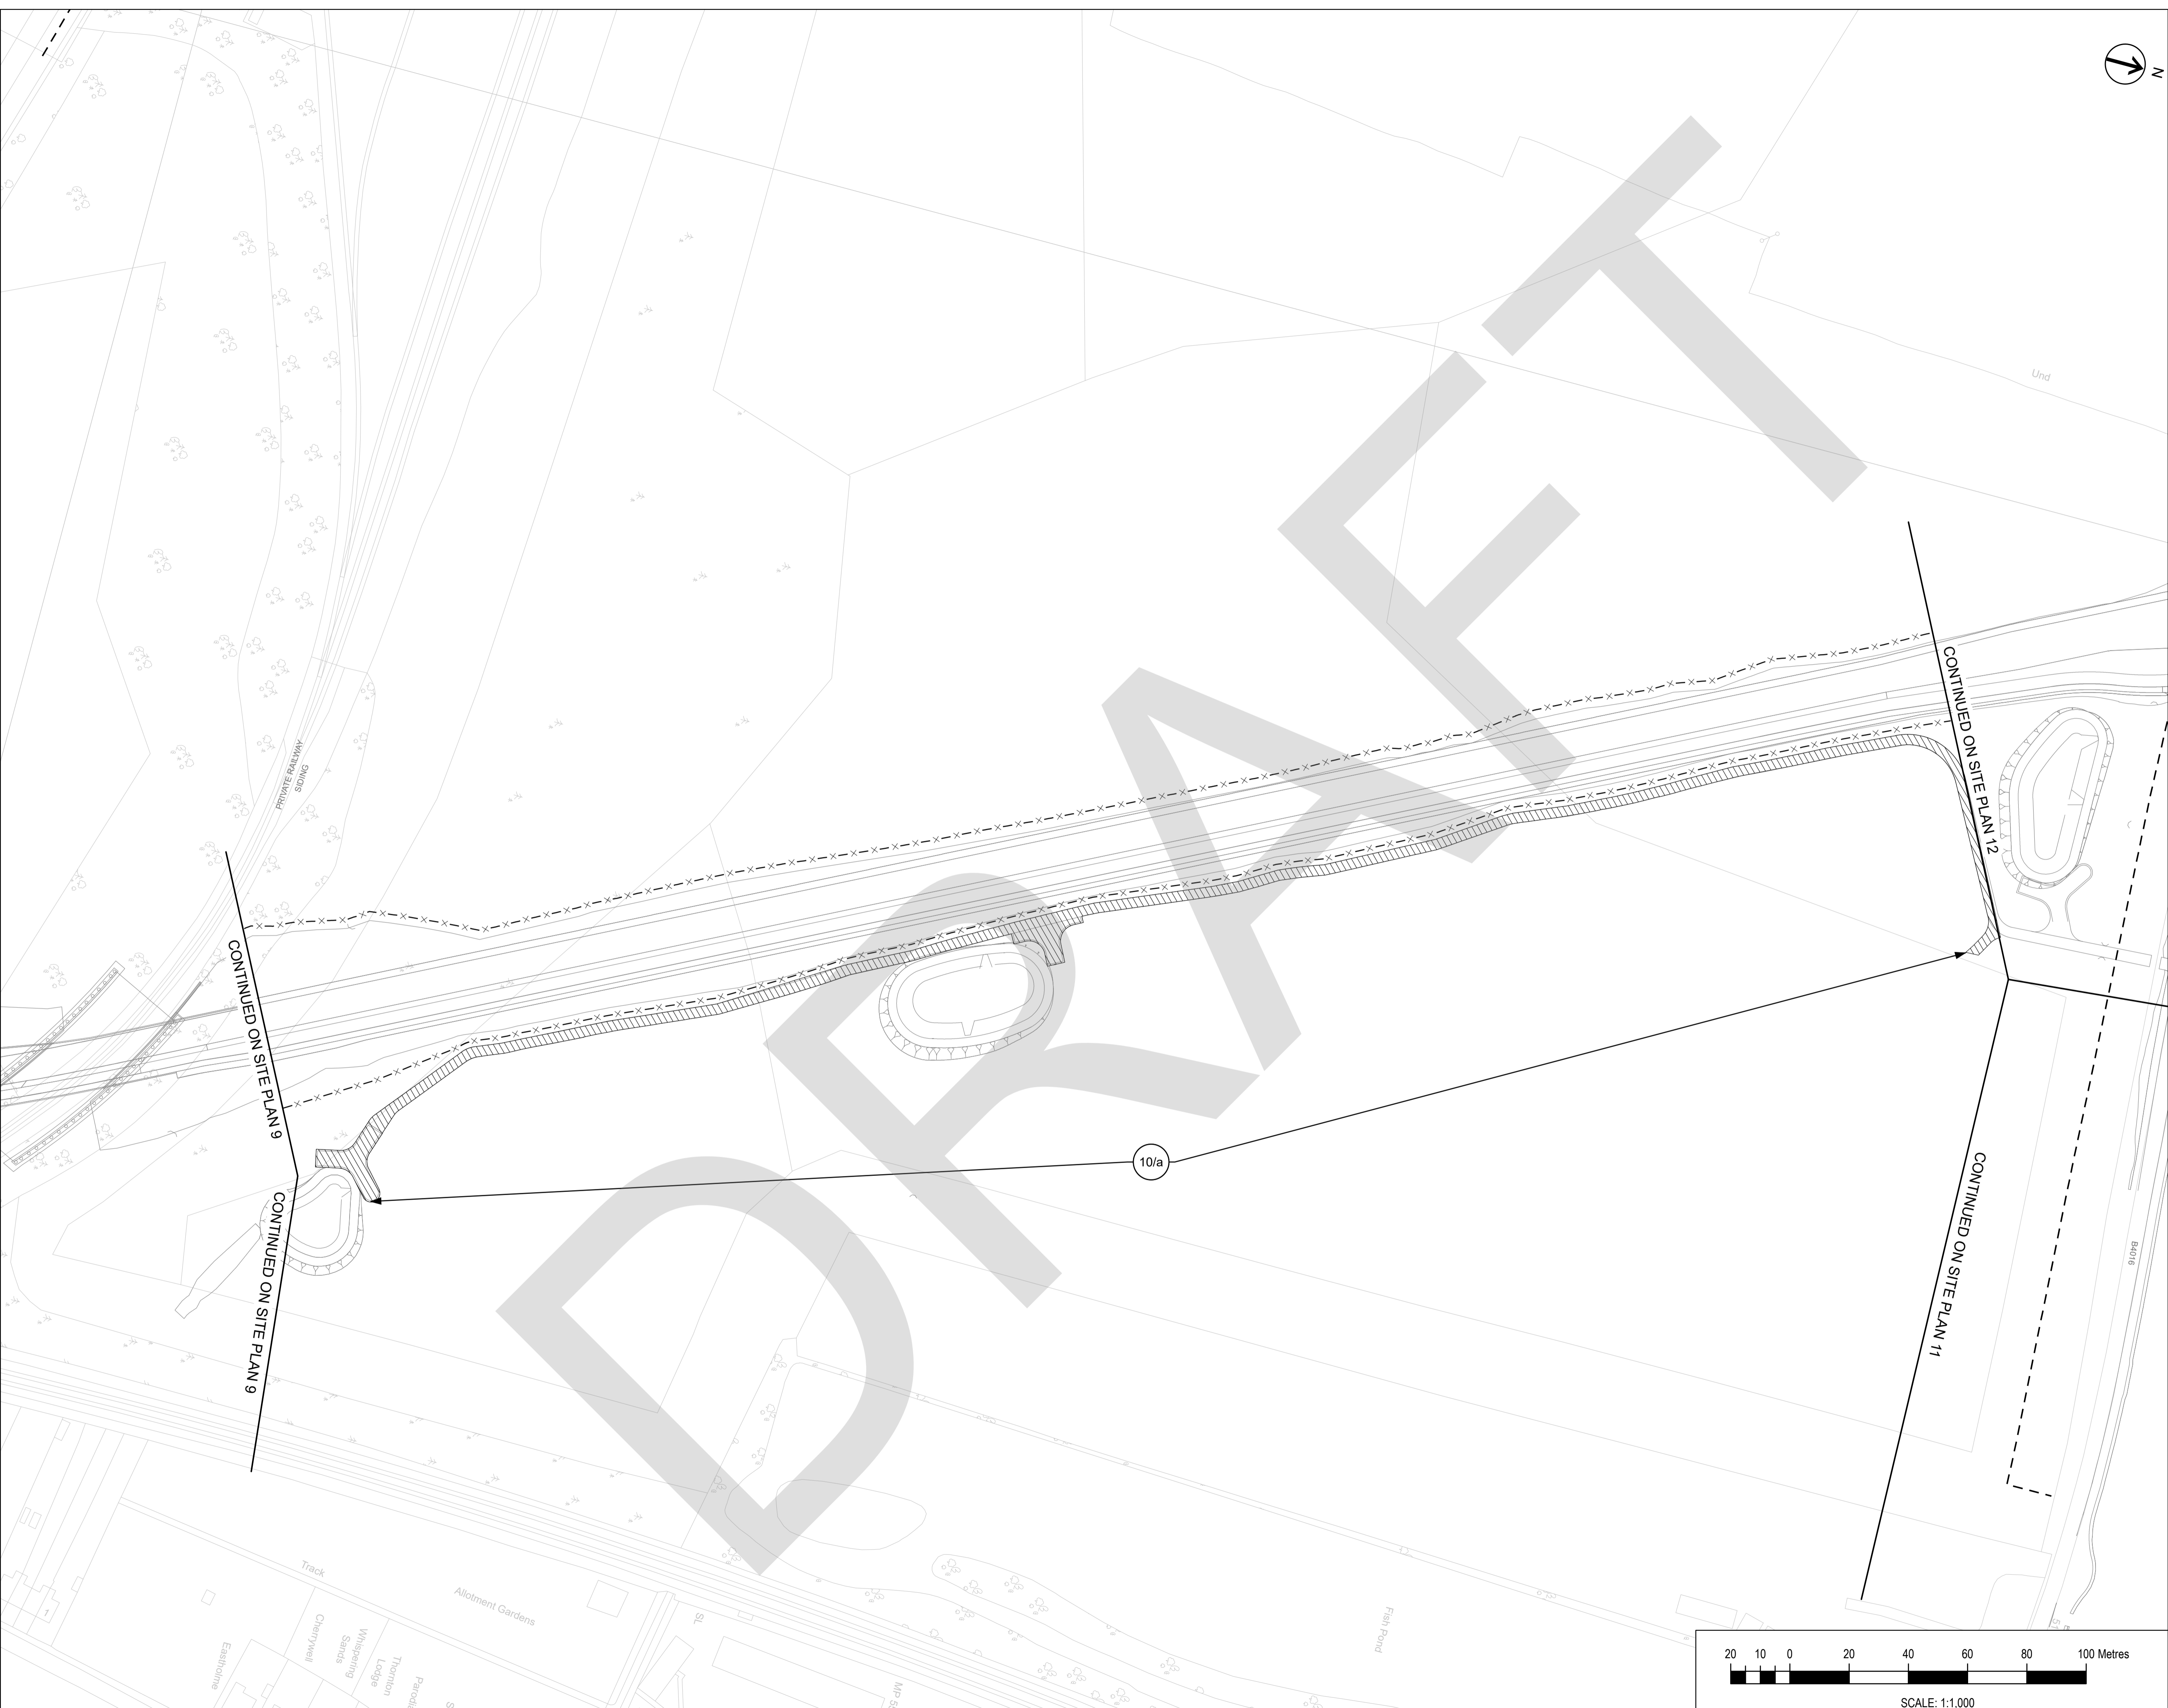 N
Und
PRIVATE RAILWAY
SIDING
CONTINUED ON SITE PLAN 12
CONTINUED ON SITE PLAN 9
10/a
CONTINUED ON SITE PLAN 9
CONTINUED ON SITE PLAN 11
B4016
DRAFT
Track
Allotment Gardens
1
Cherrywell
Whispering
Sands
Thornton
Lodge
Eastholme
SL
Fish Pond
20 10 0 20 40 60 80 100 Metres
SCALE: 1:1,000